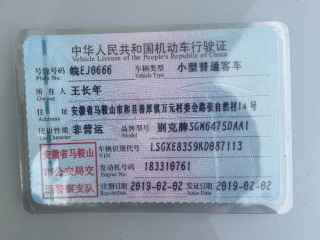 中华人民共和国机动车行驶证
Vehicle License of the People's Republic of China
号牌号码 皖EJ0666 车辆类型 小型普通客车
Plate No. Vehicle Type
所有人 王长年
Owner
住址 安徽省马鞍山市和县善厚镇万元村委会陈自然村14号
Address
使用性质 非营运 品牌型号 别克牌SGM6475DAA1
Use Character Model
安徽省马鞍山
市公安局交
通警察支队
车辆识别代号 LSGXE8359KD087113
VIN
发动机号码 183310761
Engine No.
注册日期 2019-02-02 发证日期 2019-02-02
Register Date Issue Date